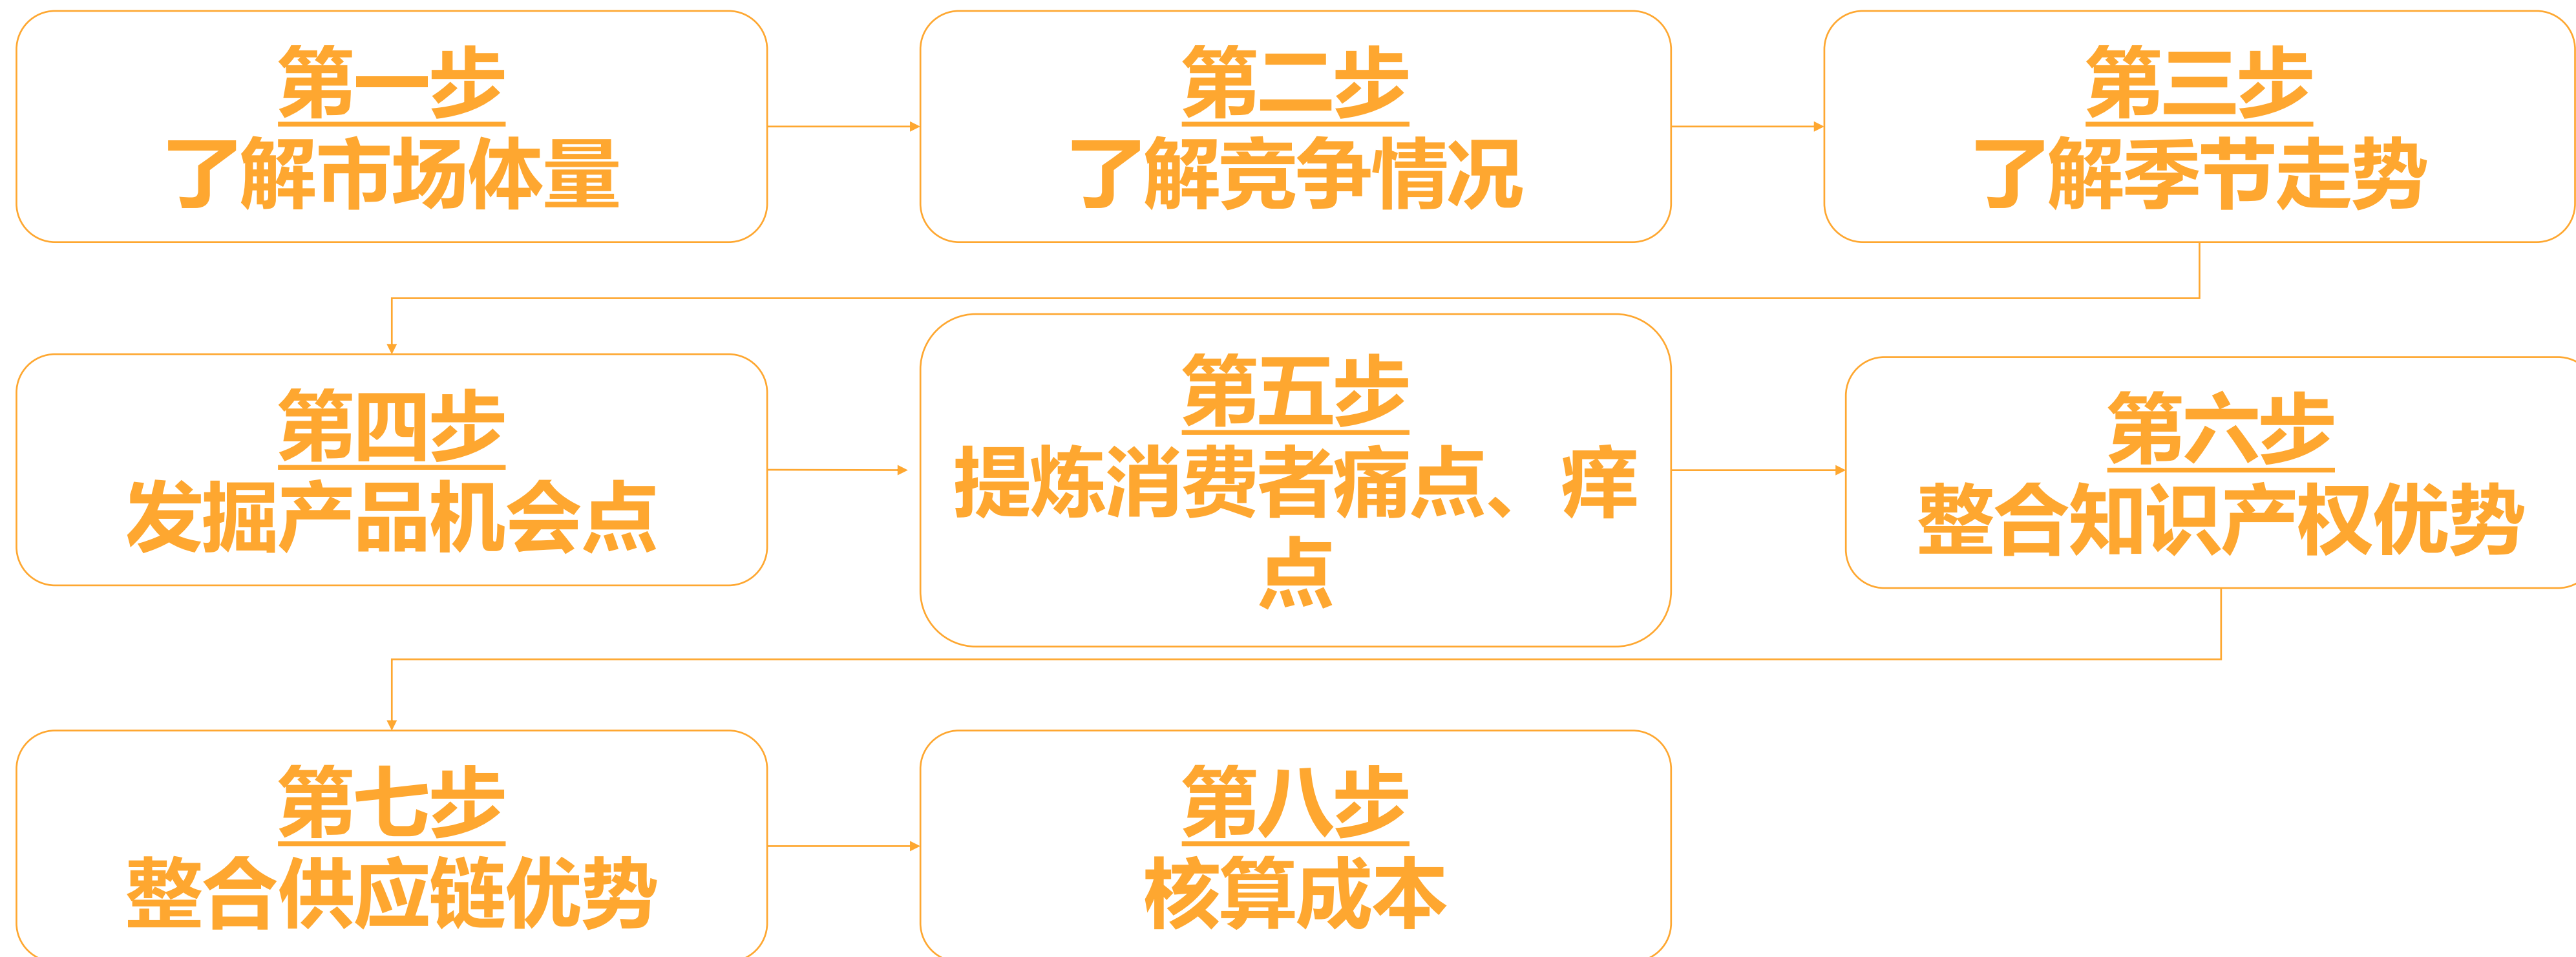 第一步
了解市场体量
第二步
了解竞争情况
第三步
了解季节走势
第四步
发掘产品机会点
第五步
提炼消费者痛点、痒
点
第六步
整合知识产权优势
第七步
整合供应链优势
第八步
核算成本